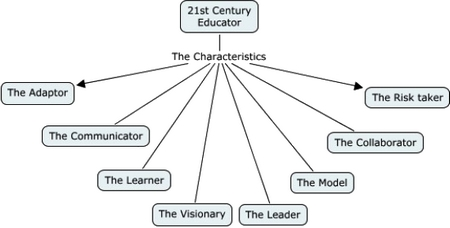 21st Century
Educator
The Characteristics
The Adaptor
The Risk taker
The Communicator
The Collaborator
The Learner
The Model
The Visionary
The Leader